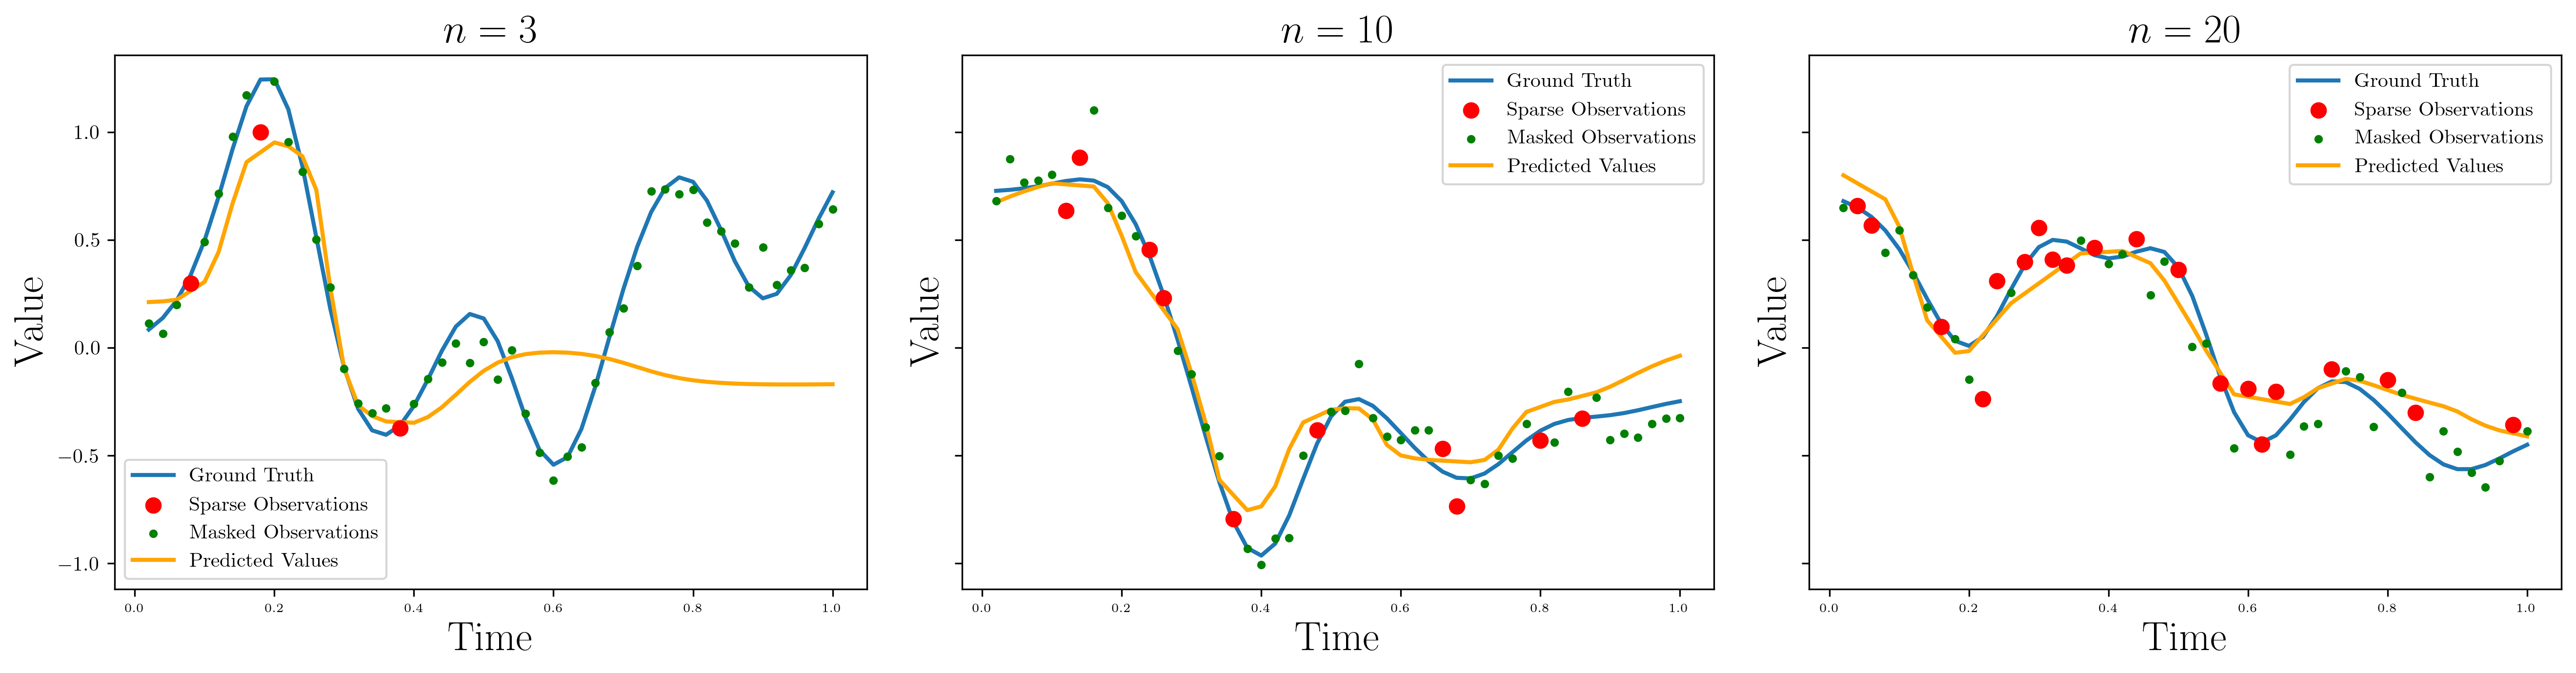 n = 3
Value
1.0
0.5
0.0
−0.5
−1.0
Ground Truth
Sparse Observations
Masked Observations
Predicted Values
0.0 0.2 0.4 0.6 0.8 1.0
Time
n = 10
Value
Ground Truth
Sparse Observations
Masked Observations
Predicted Values
0.0 0.2 0.4 0.6 0.8 1.0
Time
n = 20
Value
Ground Truth
Sparse Observations
Masked Observations
Predicted Values
0.0 0.2 0.4 0.6 0.8 1.0
Time